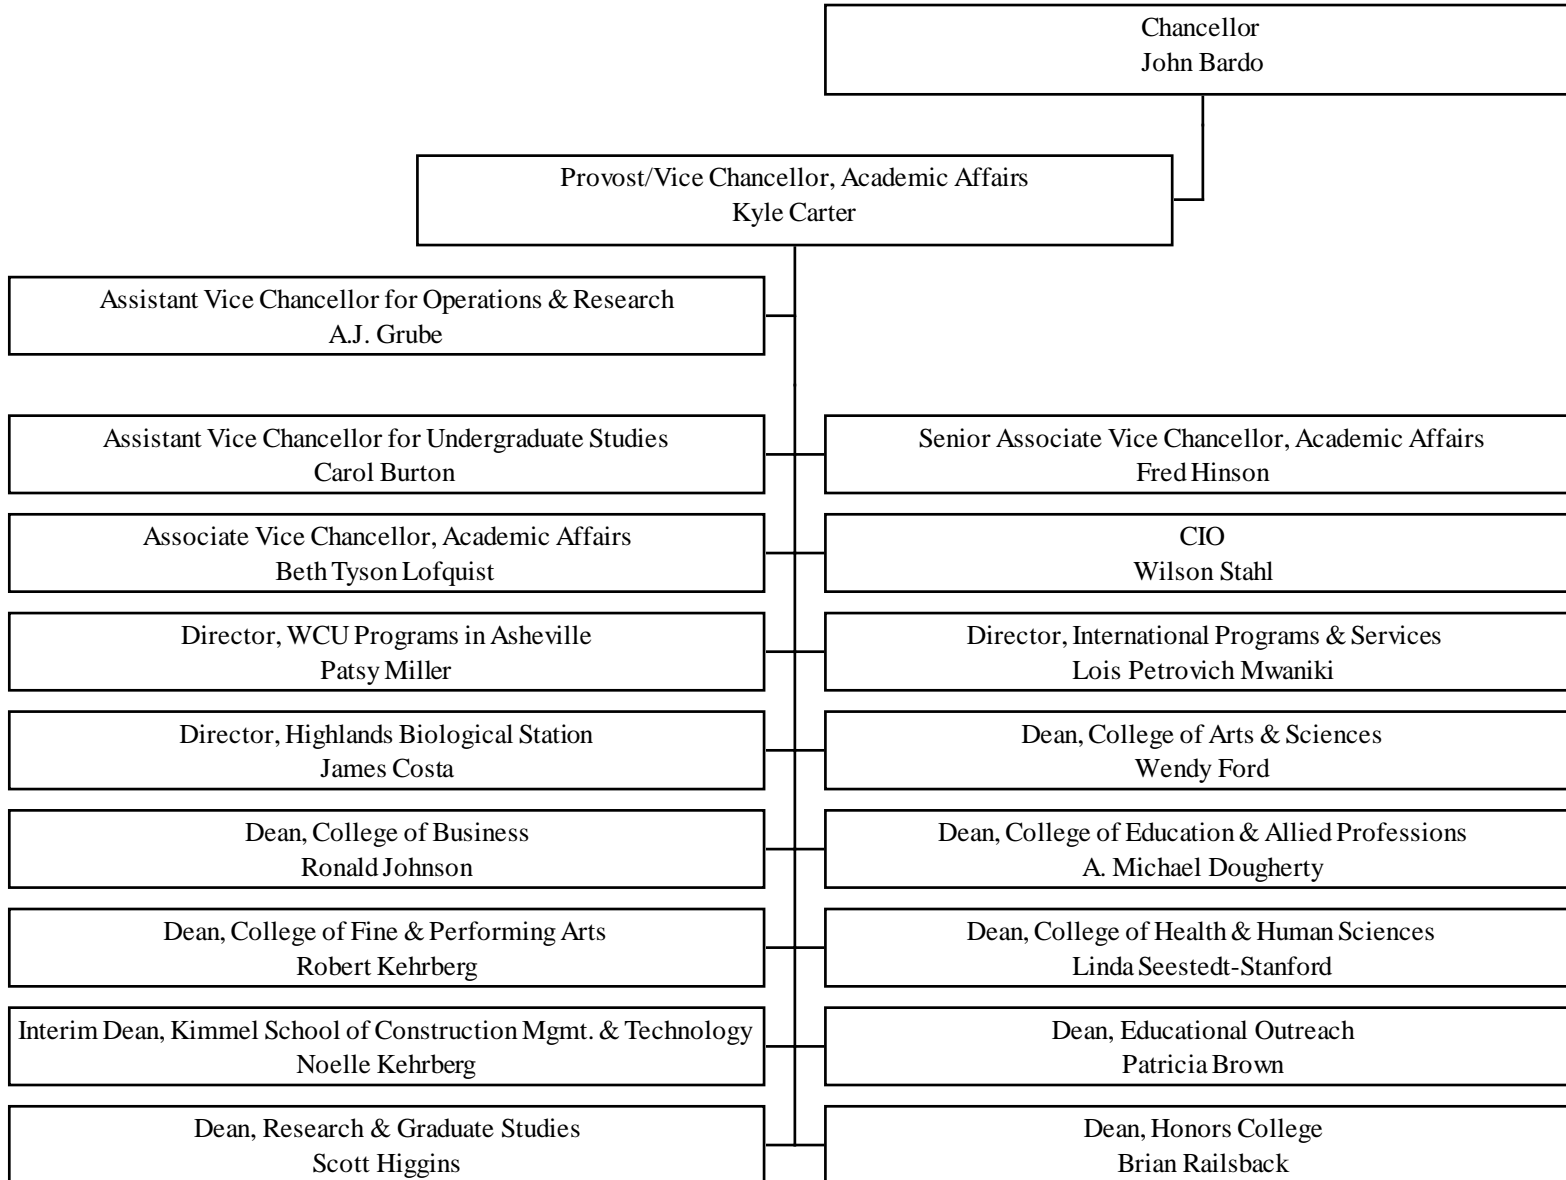 Chancellor
John Bardo
Provost/Vice Chancellor, Academic Affairs
Kyle Carter
Assistant Vice Chancellor for Operations & Research
A.J. Grube
Assistant Vice Chancellor for Undergraduate Studies
Carol Burton
Senior Associate Vice Chancellor, Academic Affairs
Fred Hinson
Associate Vice Chancellor, Academic Affairs
Beth Tyson Lofquist
CIO
Wilson Stahl
Director, WCU Programs in Asheville
Patsy Miller
Director, International Programs & Services
Lois Petrovich Mwaniki
Director, Highlands Biological Station
James Costa
Dean, College of Arts & Sciences
Wendy Ford
Dean, College of Business
Ronald Johnson
Dean, College of Education & Allied Professions
A. Michael Dougherty
Dean, College of Fine & Performing Arts
Robert Kehrberg
Dean, College of Health & Human Sciences
Linda Seestedt-Stanford
Interim Dean, Kimmel School of Construction Mgmt. & Technology
Noelle Kehrberg
Dean, Educational Outreach
Patricia Brown
Dean, Research & Graduate Studies
Scott Higgins
Dean, Honors College
Brian Railsback